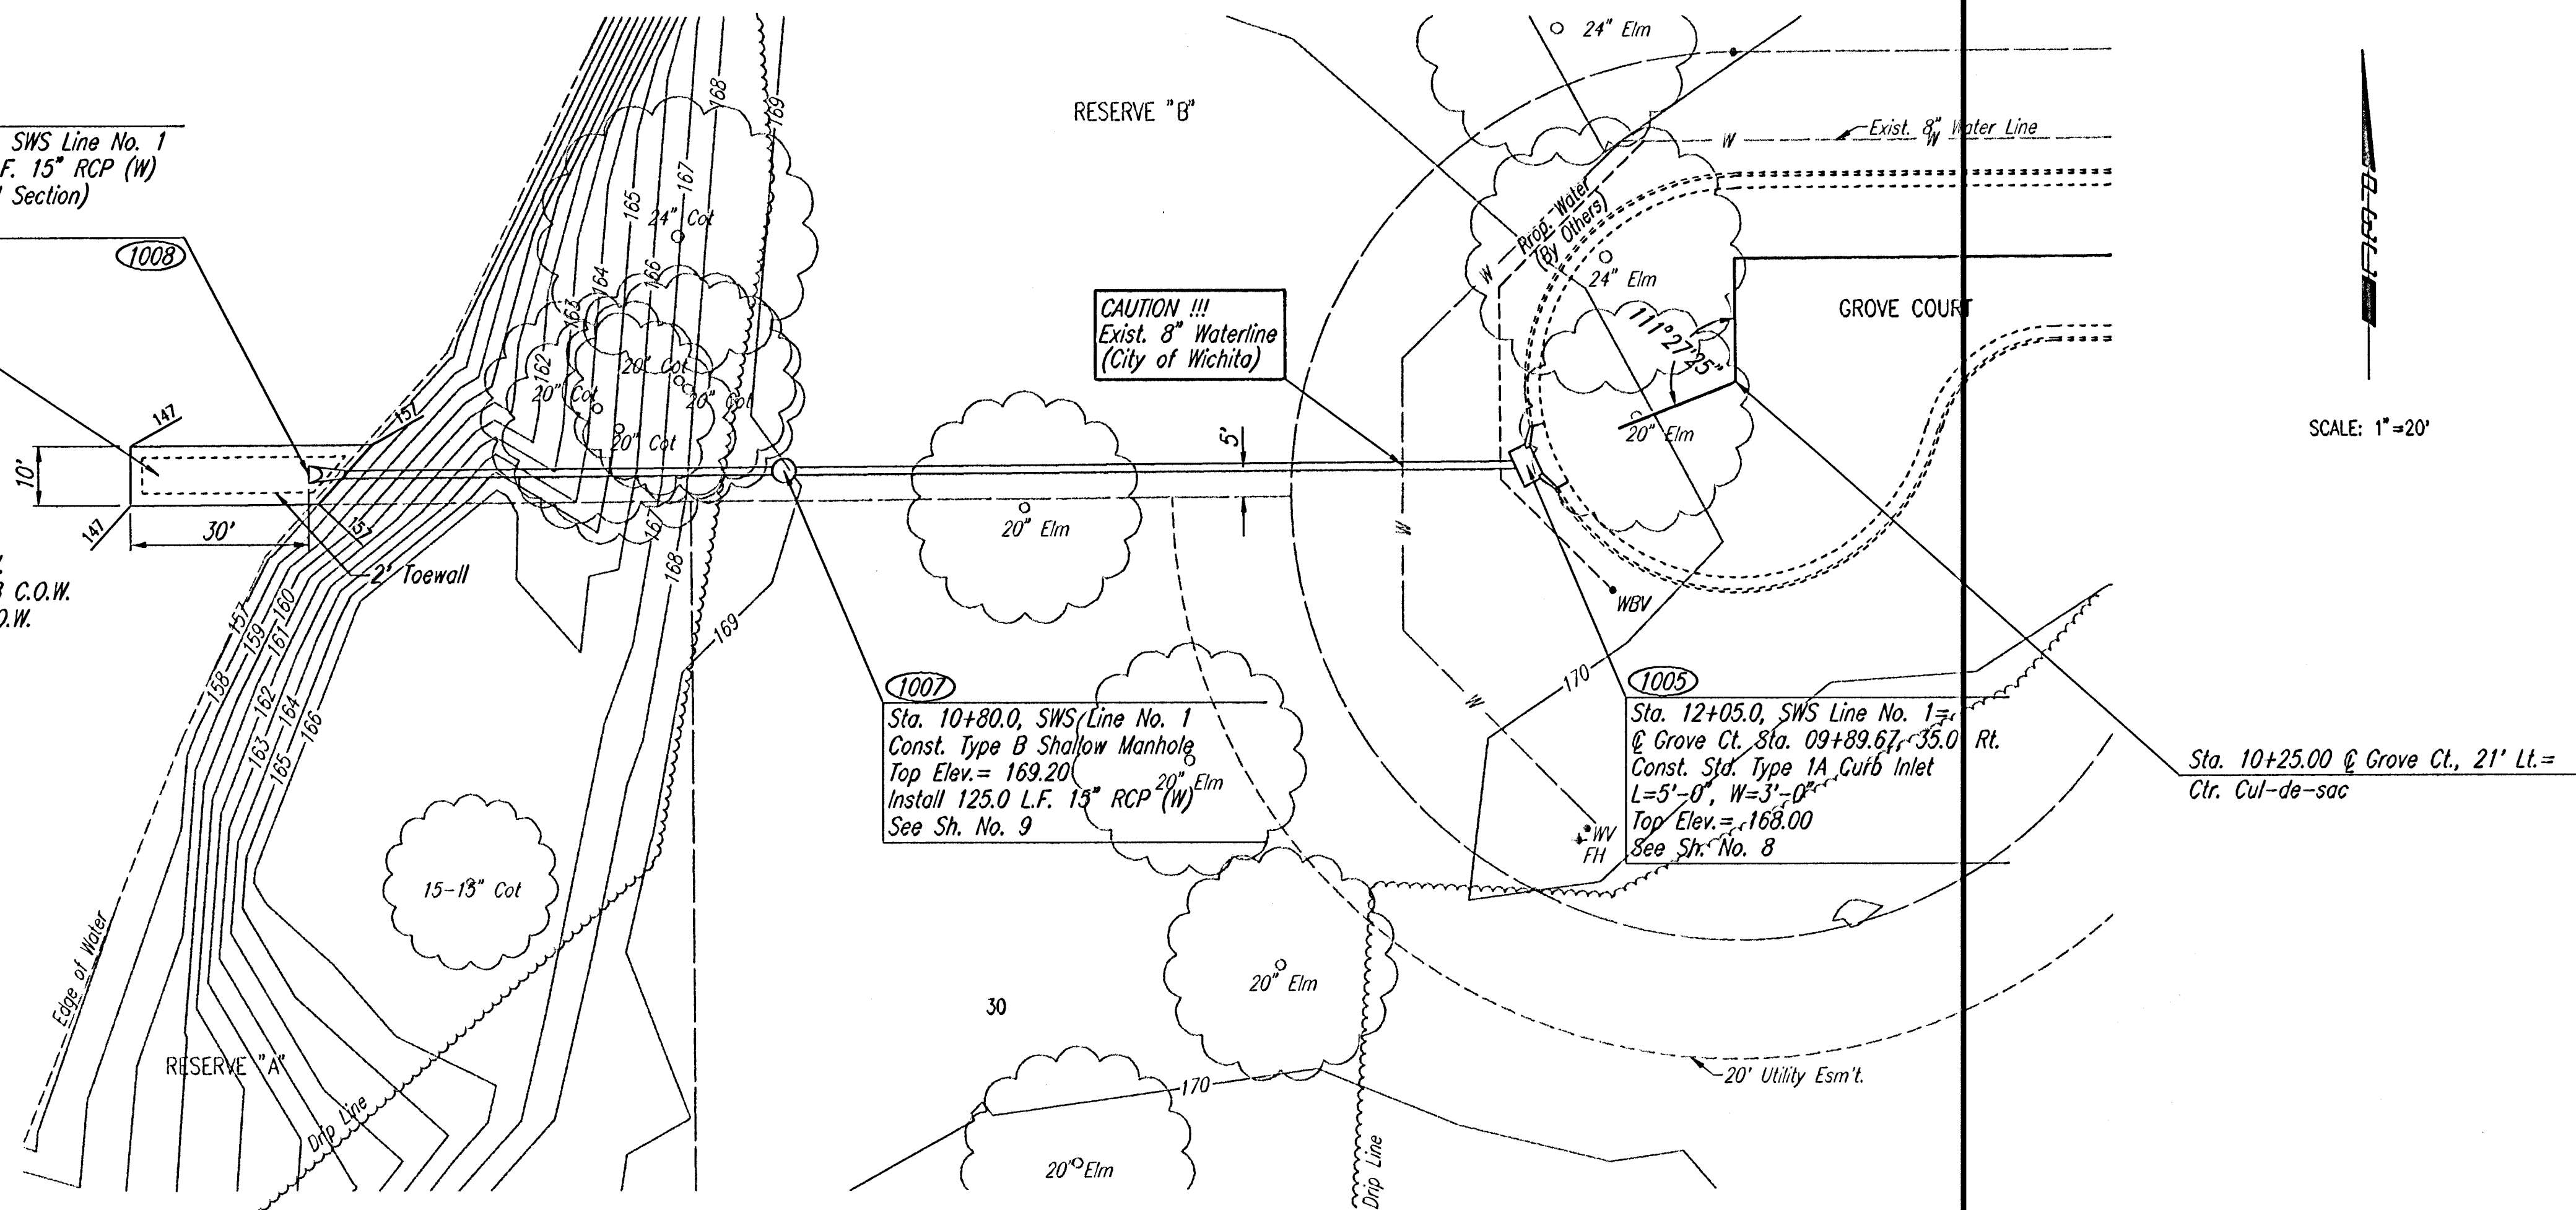 SWS Line No. 1
F. 15" RCP (W)
Section)
1008
168
169
167
165
24" Cot
166
164
163
162
20" Cot
20" Cot
20" Cot
20" Cot
147
157
10'
147
30'
157
2' Toewall
C.O.W.
O.W.
157
158
159
160
161
162
163
164
165
166
167
168
169
Edge of Water
RESERVE "A"
Drip Line
15-13" Cot
RESERVE "B"
24" Elm
Exist. 8" Water Line
W
W
W
Prop. Water
(By Others)
24" Elm
111°27'25"
20" Elm
GROVE COURT
CAUTION !!!
Exist. 8" Waterline
(City of Wichita)
5'
20" Elm
W
W
WBV
170
WV
FH
1007
Sta. 10+80.0, SWS Line No. 1
Const. Type B Shallow Manhole
Top Elev.= 169.20
Install 125.0 L.F. 15" RCP (W)
See Sh. No. 9
20" Elm
1005
Sta. 12+05.0, SWS Line No. 1=
℄ Grove Ct. Sta. 09+89.67, 35.0 Rt.
Const. Std. Type 1A Curb Inlet
L=5'-0", W=3'-0"
Top Elev.= 168.00
See Sh. No. 8
Sta. 10+25.00 ℄ Grove Ct., 21' Lt.=
Ctr. Cul-de-sac
SCALE: 1"=20'
20" Elm
30
170
20' Utility Esm't.
20" Elm
Drip Line